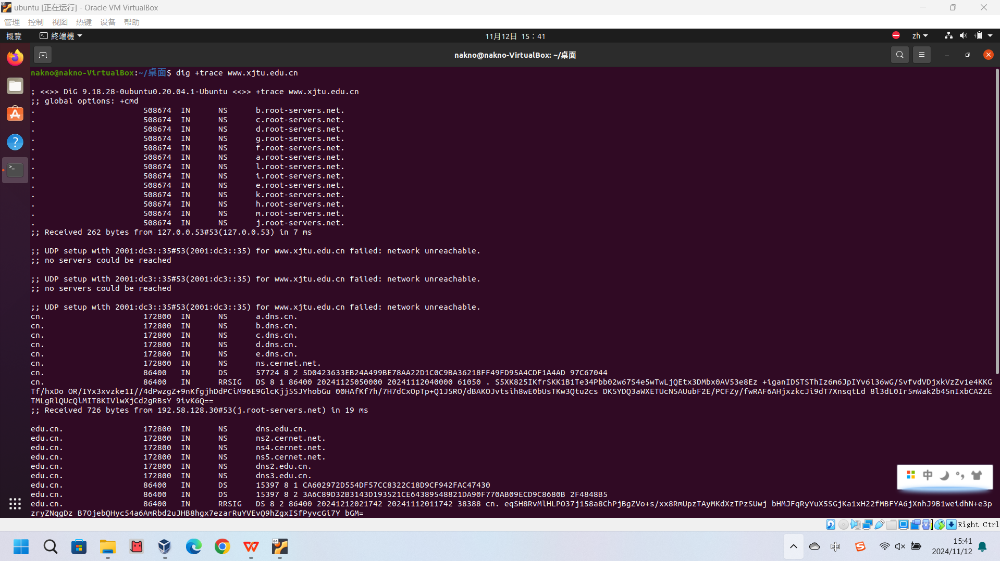 ubuntu [正在运行] - Oracle VM VirtualBox
管理 控制 视图 热键 设备 帮助
概覽 終端機 11月12日 15：41 zh
nakno@nakno-VirtualBox: ~/桌面
nakno@nakno-VirtualBox:~/桌面$ dig +trace www.xjtu.edu.cn
; <<>> DiG 9.18.28-0ubuntu0.20.04.1-Ubuntu <<>> +trace www.xjtu.edu.cn
;; global options: +cmd
. 508674 IN NS b.root-servers.net.
. 508674 IN NS c.root-servers.net.
. 508674 IN NS d.root-servers.net.
. 508674 IN NS g.root-servers.net.
. 508674 IN NS f.root-servers.net.
. 508674 IN NS a.root-servers.net.
. 508674 IN NS l.root-servers.net.
. 508674 IN NS i.root-servers.net.
. 508674 IN NS e.root-servers.net.
. 508674 IN NS k.root-servers.net.
. 508674 IN NS h.root-servers.net.
. 508674 IN NS m.root-servers.net.
. 508674 IN NS j.root-servers.net.
;; Received 262 bytes from 127.0.0.53#53(127.0.0.53) in 7 ms
;; UDP setup with 2001:dc3::35#53(2001:dc3::35) for www.xjtu.edu.cn failed: network unreachable.
;; no servers could be reached
;; UDP setup with 2001:dc3::35#53(2001:dc3::35) for www.xjtu.edu.cn failed: network unreachable.
;; no servers could be reached
;; UDP setup with 2001:dc3::35#53(2001:dc3::35) for www.xjtu.edu.cn failed: network unreachable.
cn. 172800 IN NS a.dns.cn.
cn. 172800 IN NS b.dns.cn.
cn. 172800 IN NS c.dns.cn.
cn. 172800 IN NS d.dns.cn.
cn. 172800 IN NS e.dns.cn.
cn. 172800 IN NS ns.cernet.net.
cn. 86400 IN DS 57724 8 2 5D0423633EB24A499BE78AA22D1C0C9BA36218FF49FD95A4CDF1A4AD 97C67044
cn. 86400 IN RRSIG DS 8 1 86400 20241125050000 20241112040000 61050 . S5XK825IKfrSKK1B1Te34Pbb02w67S4e5wTwLjQEtx3DMbx0AV53e8Ez +iganIDSTSThIz6m6JpIYv6l36wG/SvfvdVDjxkVzZv1e4KKG
Tf/hxDo OR/IYx3xvzke1I//4dPwzgZ+9nKfgjhDdPCiM96E9GlcKjj5SJYhobGu 00HAfKf7h/7H7dCxOpTp+Q1J5RO/dBAKOJvtsih8wE0bUsTKw3Qtu2cs DK5YDQ3aWXETUcN5AUubF2E/PCFZy/fwRAF6AHjxzkcJi9dT7XnsqtLd 8l3dL0Ir5mWak2b45nIxbCA2ZE
TMLgRlQUcQlMIT8KIVlwXjCd2gRBsY 9ivK6Q==
;; Received 726 bytes from 192.58.128.30#53(j.root-servers.net) in 19 ms
edu.cn. 172800 IN NS dns.edu.cn.
edu.cn. 172800 IN NS ns2.cernet.net.
edu.cn. 172800 IN NS ns4.cernet.net.
edu.cn. 172800 IN NS ns5.cernet.net.
edu.cn. 172800 IN NS dns2.edu.cn.
edu.cn. 172800 IN NS dns3.edu.cn.
edu.cn. 86400 IN DS 15397 8 1 CA602972D554DF57CC8322C18D9CF942FAC47430
edu.cn. 86400 IN DS 15397 8 2 3A6C89D32B3143D193521CE64389548821DA90F770AB09ECD9C8680B 2F4848B5
edu.cn. 86400 IN RRSIG DS 8 2 86400 20241212021742 20241112011742 38388 cn. eqSH8RvMlHLPO37j158a8ChPjBgZVo+s/xx8RmUpzTAyMKdXzTPzSUwj bHMJFqRyYuX5SGjKa1xH22fMBFYA6jXnhJ9B1weidhN+e3p
zryZNqgDz B7OjebQHyc54a6AmRbd2uJHB8hgx7ezarRuYVEvQ9hZgxISfPyvcGi7Y bGM=
中
Right Ctrl
中
15:41
2024/11/12